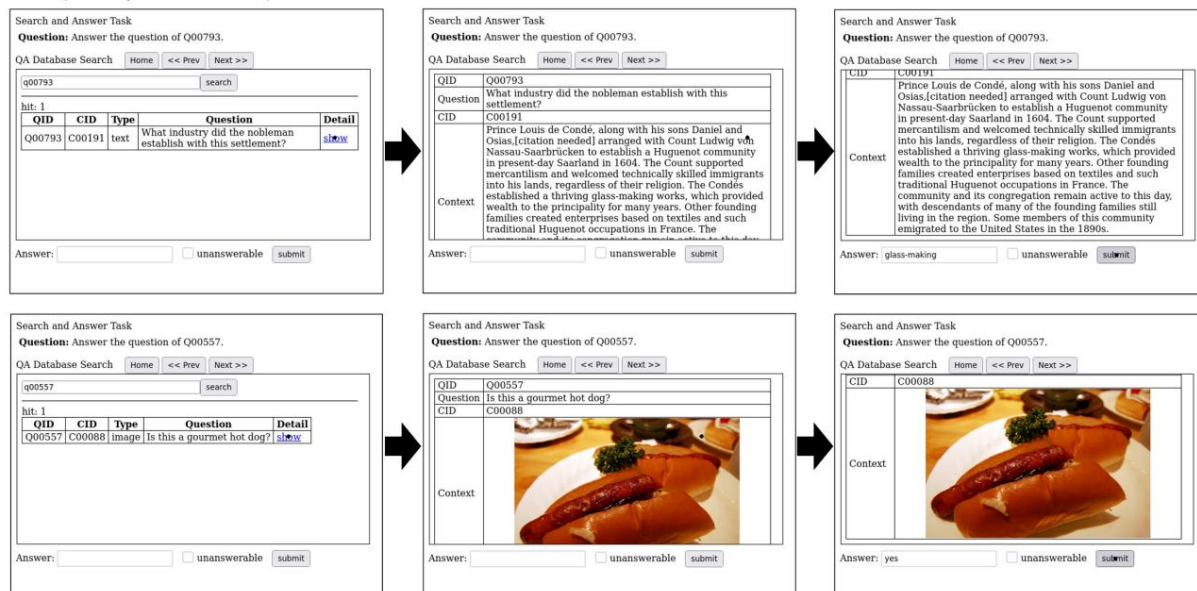 Search and Answer Task
Question: Answer the question of Q00793.
QA Database Search Home << Prev Next >>
q00793 search
hit: 1
QID CID Type Question Detail
Q00793 C00191 text What industry did the nobleman
establish with this settlement? show
Answer: unanwerable submit
Search and Answer Task
Question: Answer the question of Q00793.
QA Database Search Home << Prev Next >>
QID Q00793
Question What industry did the nobleman establish with this
settlement?
CID C00191
Context
Prince Louis de Condé, along with his sons Daniel and
Osias,[citation needed] arranged with Count Ludwig von
Nassau-Saarbrücken to establish a Huguenot community
in present-day Saarland in 1604. The Count supported
mercantilism and welcomed technically skilled immigrants
into his lands, regardless of their religion. The Condés
established a thriving glass-making works, which provided
wealth to the principality for many years. Other founding
families created enterprises based on textiles and such
traditional Huguenot occupations in France. The
community and its congregation remain active to this day,
Answer: unanwerable submit
Search and Answer Task
Question: Answer the question of Q00793.
QA Database Search Home << Prev Next >>
CID C00191
Context
Prince Louis de Condé, along with his sons Daniel and
Osias,[citation needed] arranged with Count Ludwig von
Nassau-Saarbrücken to establish a Huguenot community
in present-day Saarland in 1604. The Count supported
mercantilism and welcomed technically skilled immigrants
into his lands, regardless of their religion. The Condés
established a thriving glass-making works, which provided
wealth to the principality for many years. Other founding
families created enterprises based on textiles and such
traditional Huguenot occupations in France. The
community and its congregation remain active to this day,
with descendants of many of the founding families still
living in the region. Some members of this community
emigrated to the United States in the 1890s.
Answer: glass-making unanwerable submit
Search and Answer Task
Question: Answer the question of Q00557.
QA Database Search Home << Prev Next >>
q00557 search
hit: 1
QID CID Type Question Detail
Q00557 C00088 image Is this a gourmet hot dog? show
Answer: unanwerable submit
Search and Answer Task
Question: Answer the question of Q00557.
QA Database Search Home << Prev Next >>
QID Q00557
Question Is this a gourmet hot dog?
CID C00088
Context
Answer: unanwerable submit
Search and Answer Task
Question: Answer the question of Q00557.
QA Database Search Home << Prev Next >>
CID C00088
Context
Answer: yes unanwerable submit